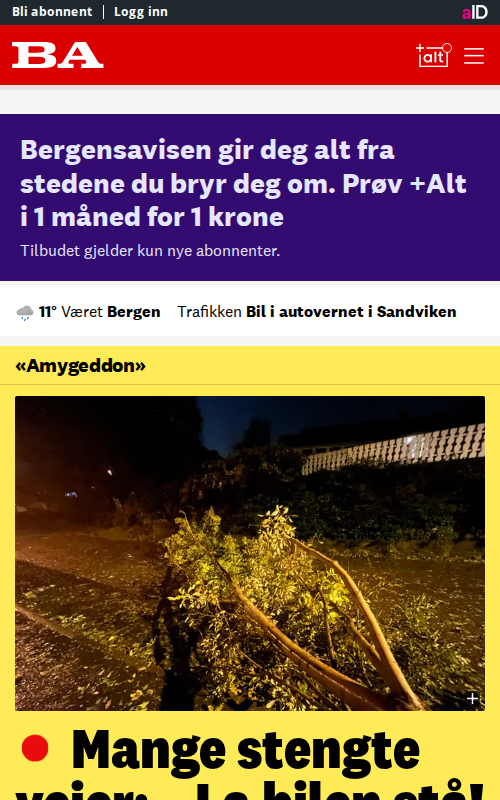 Bli abonnent | Logg inn
aID
BA
+alt
Bergensavisen gir deg alt fra
stedene du bryr deg om. Prøv +Alt
i 1 måned for 1 krone
Tilbudet gjelder kun nye abonnenter.
11° Været Bergen Trafikken Bil i autovernet i Sandviken
«Amygeddon»
Mange stengte
veier: – La bilen stå!